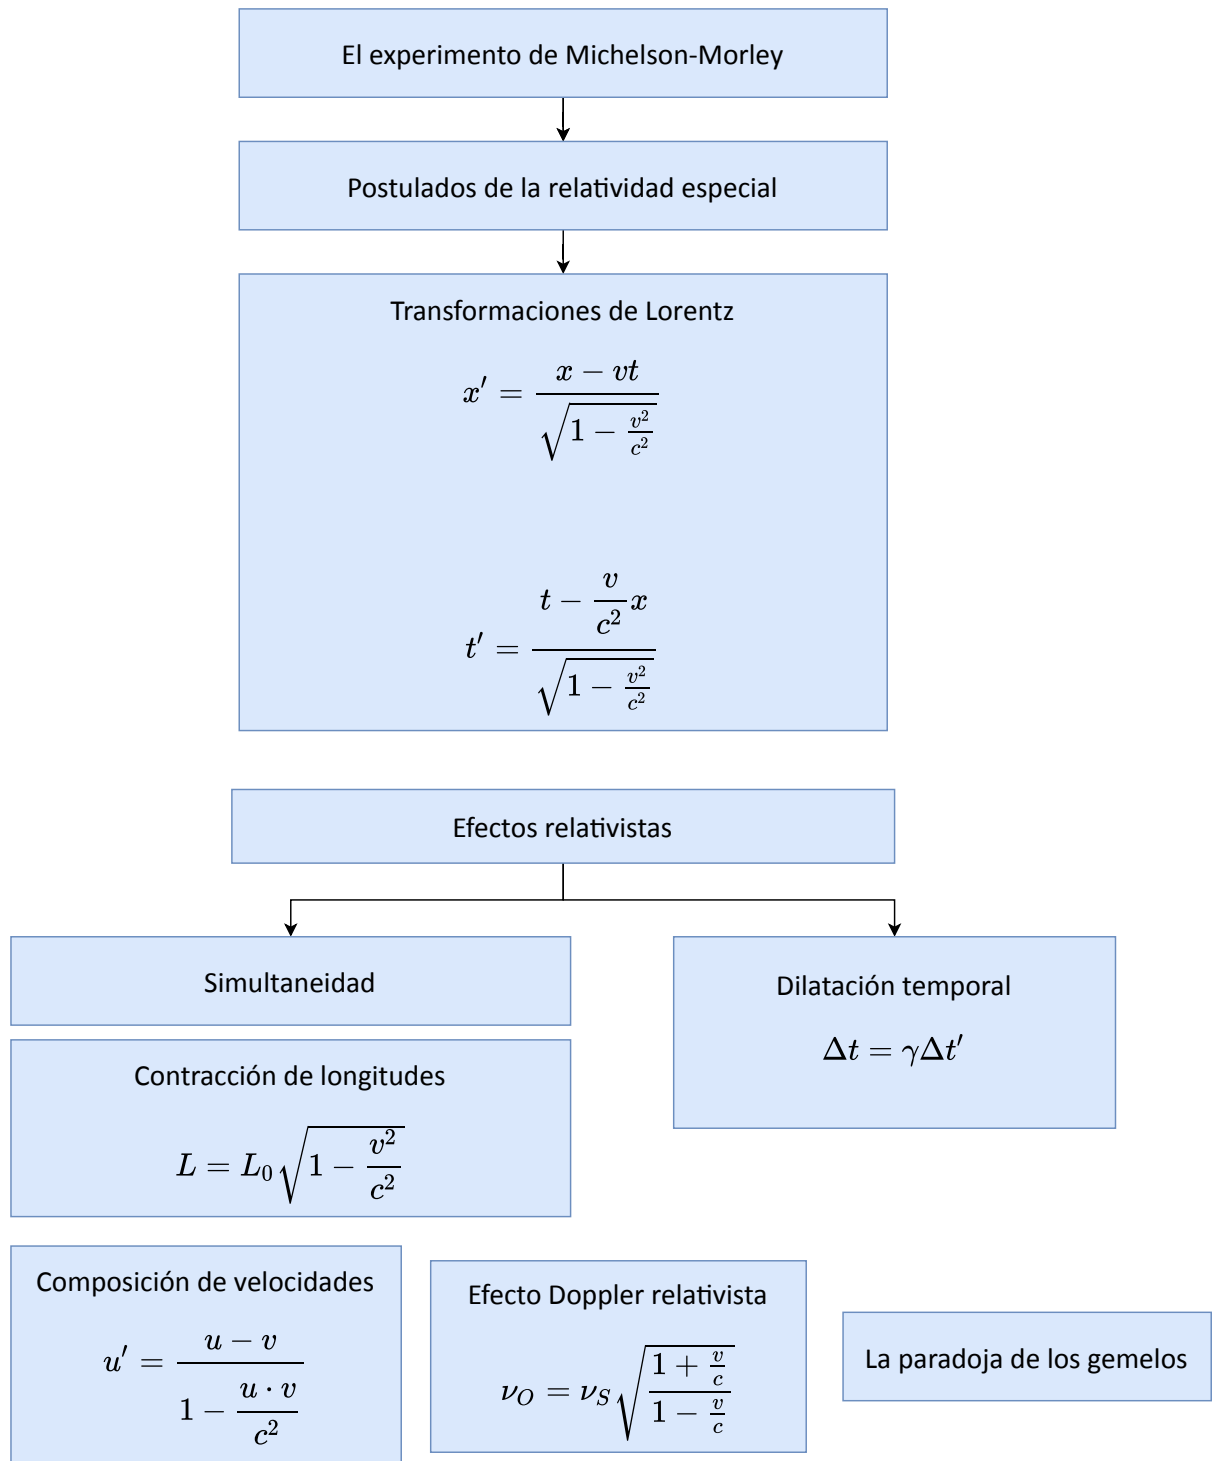 El experimento de Michelson-Morley
Postulados de la relatividad especial
Transformaciones de Lorentz
x′ = (x − vt) / √(1 − v²/c²)
t′ = (t − (v/c²)x) / √(1 − v²/c²)
Efectos relativistas
Simultaneidad
Dilatación temporal
Δt = γΔt′
Contracción de longitudes
L = L₀√(1 − v²/c²)
Composición de velocidades
u′ = (u − v) / (1 − (u · v)/c²)
Efecto Doppler relativista
ν_O = ν_S √((1 + v/c) / (1 − v/c))
La paradoja de los gemelos